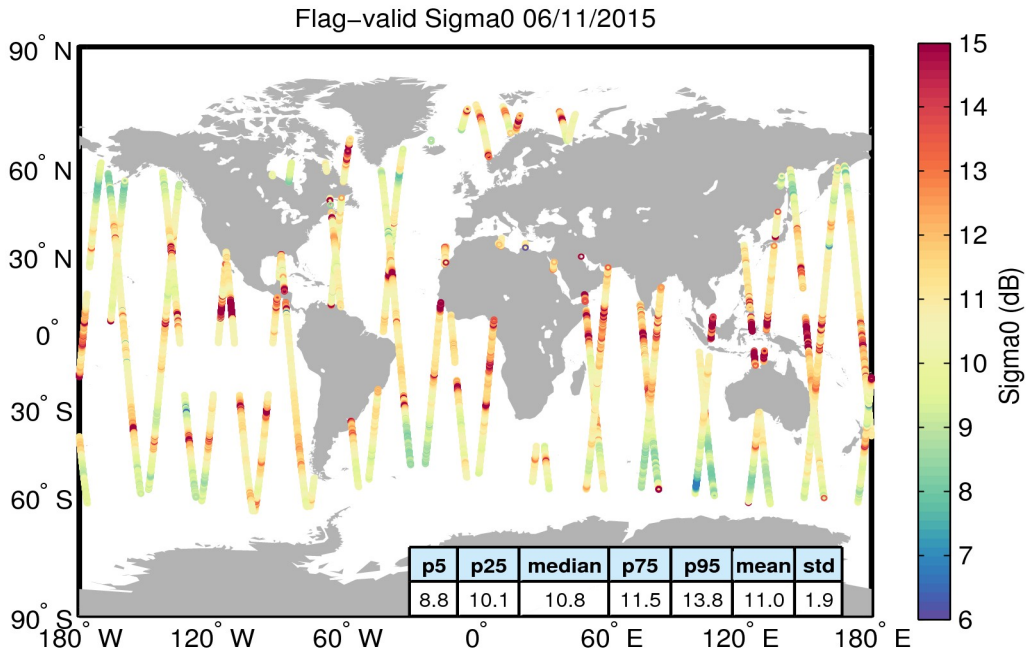 Flag−valid Sigma0 06/11/2015
90° N
60° N
30° N
0°
30° S
60° S
90° S
180° W
120° W
60° W
0°
60° E
120° E
180° E
15
14
13
12
11
10
9
8
7
6
Sigma0 (dB)
p5 p25 median p75 p95 mean std
8.8 10.1 10.8 11.5 13.8 11.0 1.9